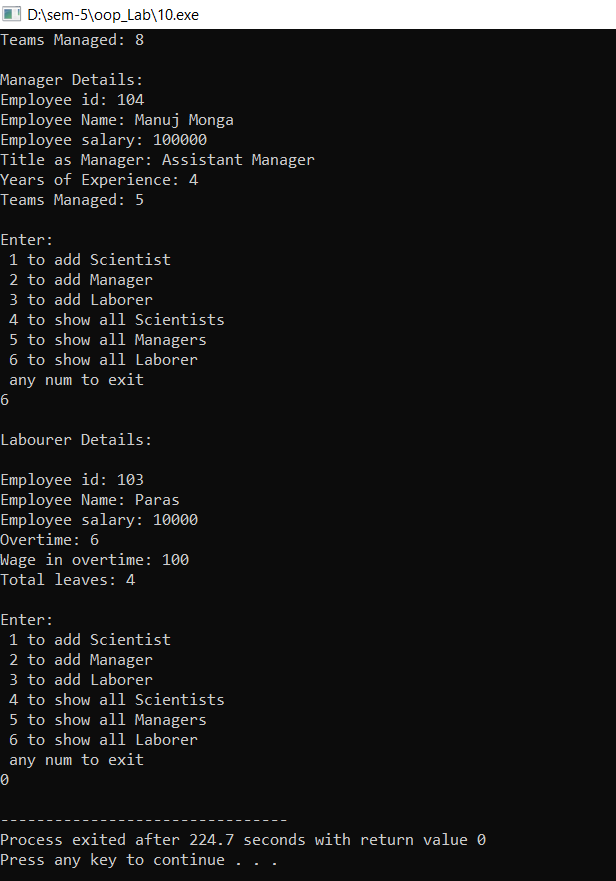 D:\sem-5\oop_Lab\10.exe
Teams Managed: 8
Manager Details:
Employee id: 104
Employee Name: Manuj Monga
Employee salary: 100000
Title as Manager: Assistant Manager
Years of Experience: 4
Teams Managed: 5
Enter:
1 to add Scientist
2 to add Manager
3 to add Laborer
4 to show all Scientists
5 to show all Managers
6 to show all Laborer
any num to exit
6
Labourer Details:
Employee id: 103
Employee Name: Paras
Employee salary: 10000
Overtime: 6
Wage in overtime: 100
Total leaves: 4
Enter:
1 to add Scientist
2 to add Manager
3 to add Laborer
4 to show all Scientists
5 to show all Managers
6 to show all Laborer
any num to exit
0
--------------------------------
Process exited after 224.7 seconds with return value 0
Press any key to continue . . .